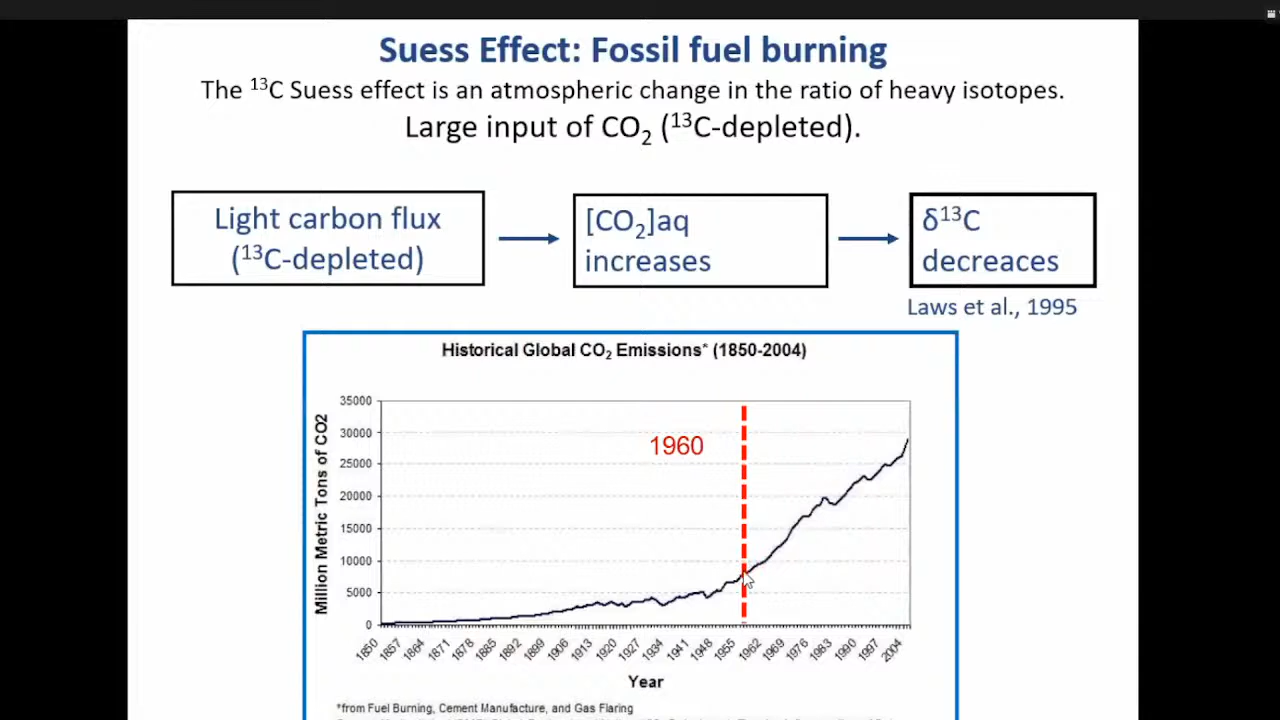 Suess Effect: Fossil fuel burning
The ¹³C Suess effect is an atmospheric change in the ratio of heavy isotopes.
Large input of CO₂ (¹³C-depleted).
Light carbon flux
(¹³C-depleted)
[CO₂]aq
increases
δ¹³C
decreaces
Laws et al., 1995
Historical Global CO₂ Emissions* (1850-2004)
Million Metric Tons of CO2
35000
30000
25000
20000
15000
10000
5000
0
1960
1850 1857 1864 1871 1878 1885 1892 1899 1906 1913 1920 1927 1934 1941 1948 1955 1962 1969 1976 1983 1990 1997 2004
Year
*from Fuel Burning, Cement Manufacture, and Gas Flaring